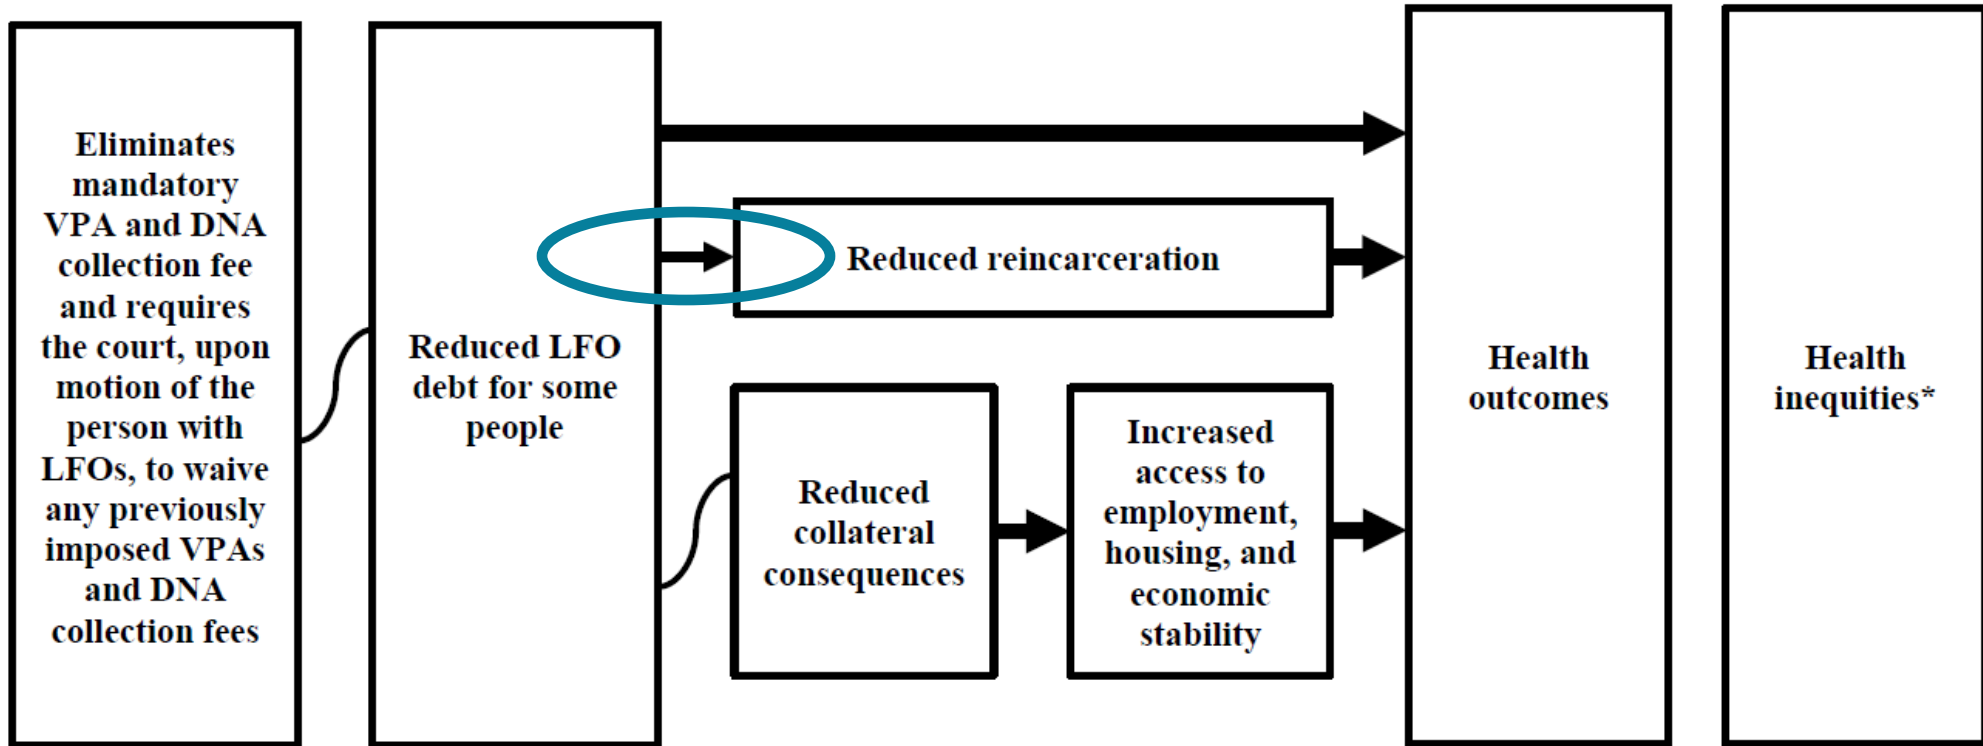 Eliminates
mandatory
VPA and DNA
collection fee
and requires
the court, upon
motion of the
person with
LFOs, to waive
any previously
imposed VPAs
and DNA
collection fees
Reduced LFO
debt for some
people
Reduced reincarceration
Reduced
collateral
consequences
Increased
access to
employment,
housing, and
economic
stability
Health
outcomes
Health
inequities*